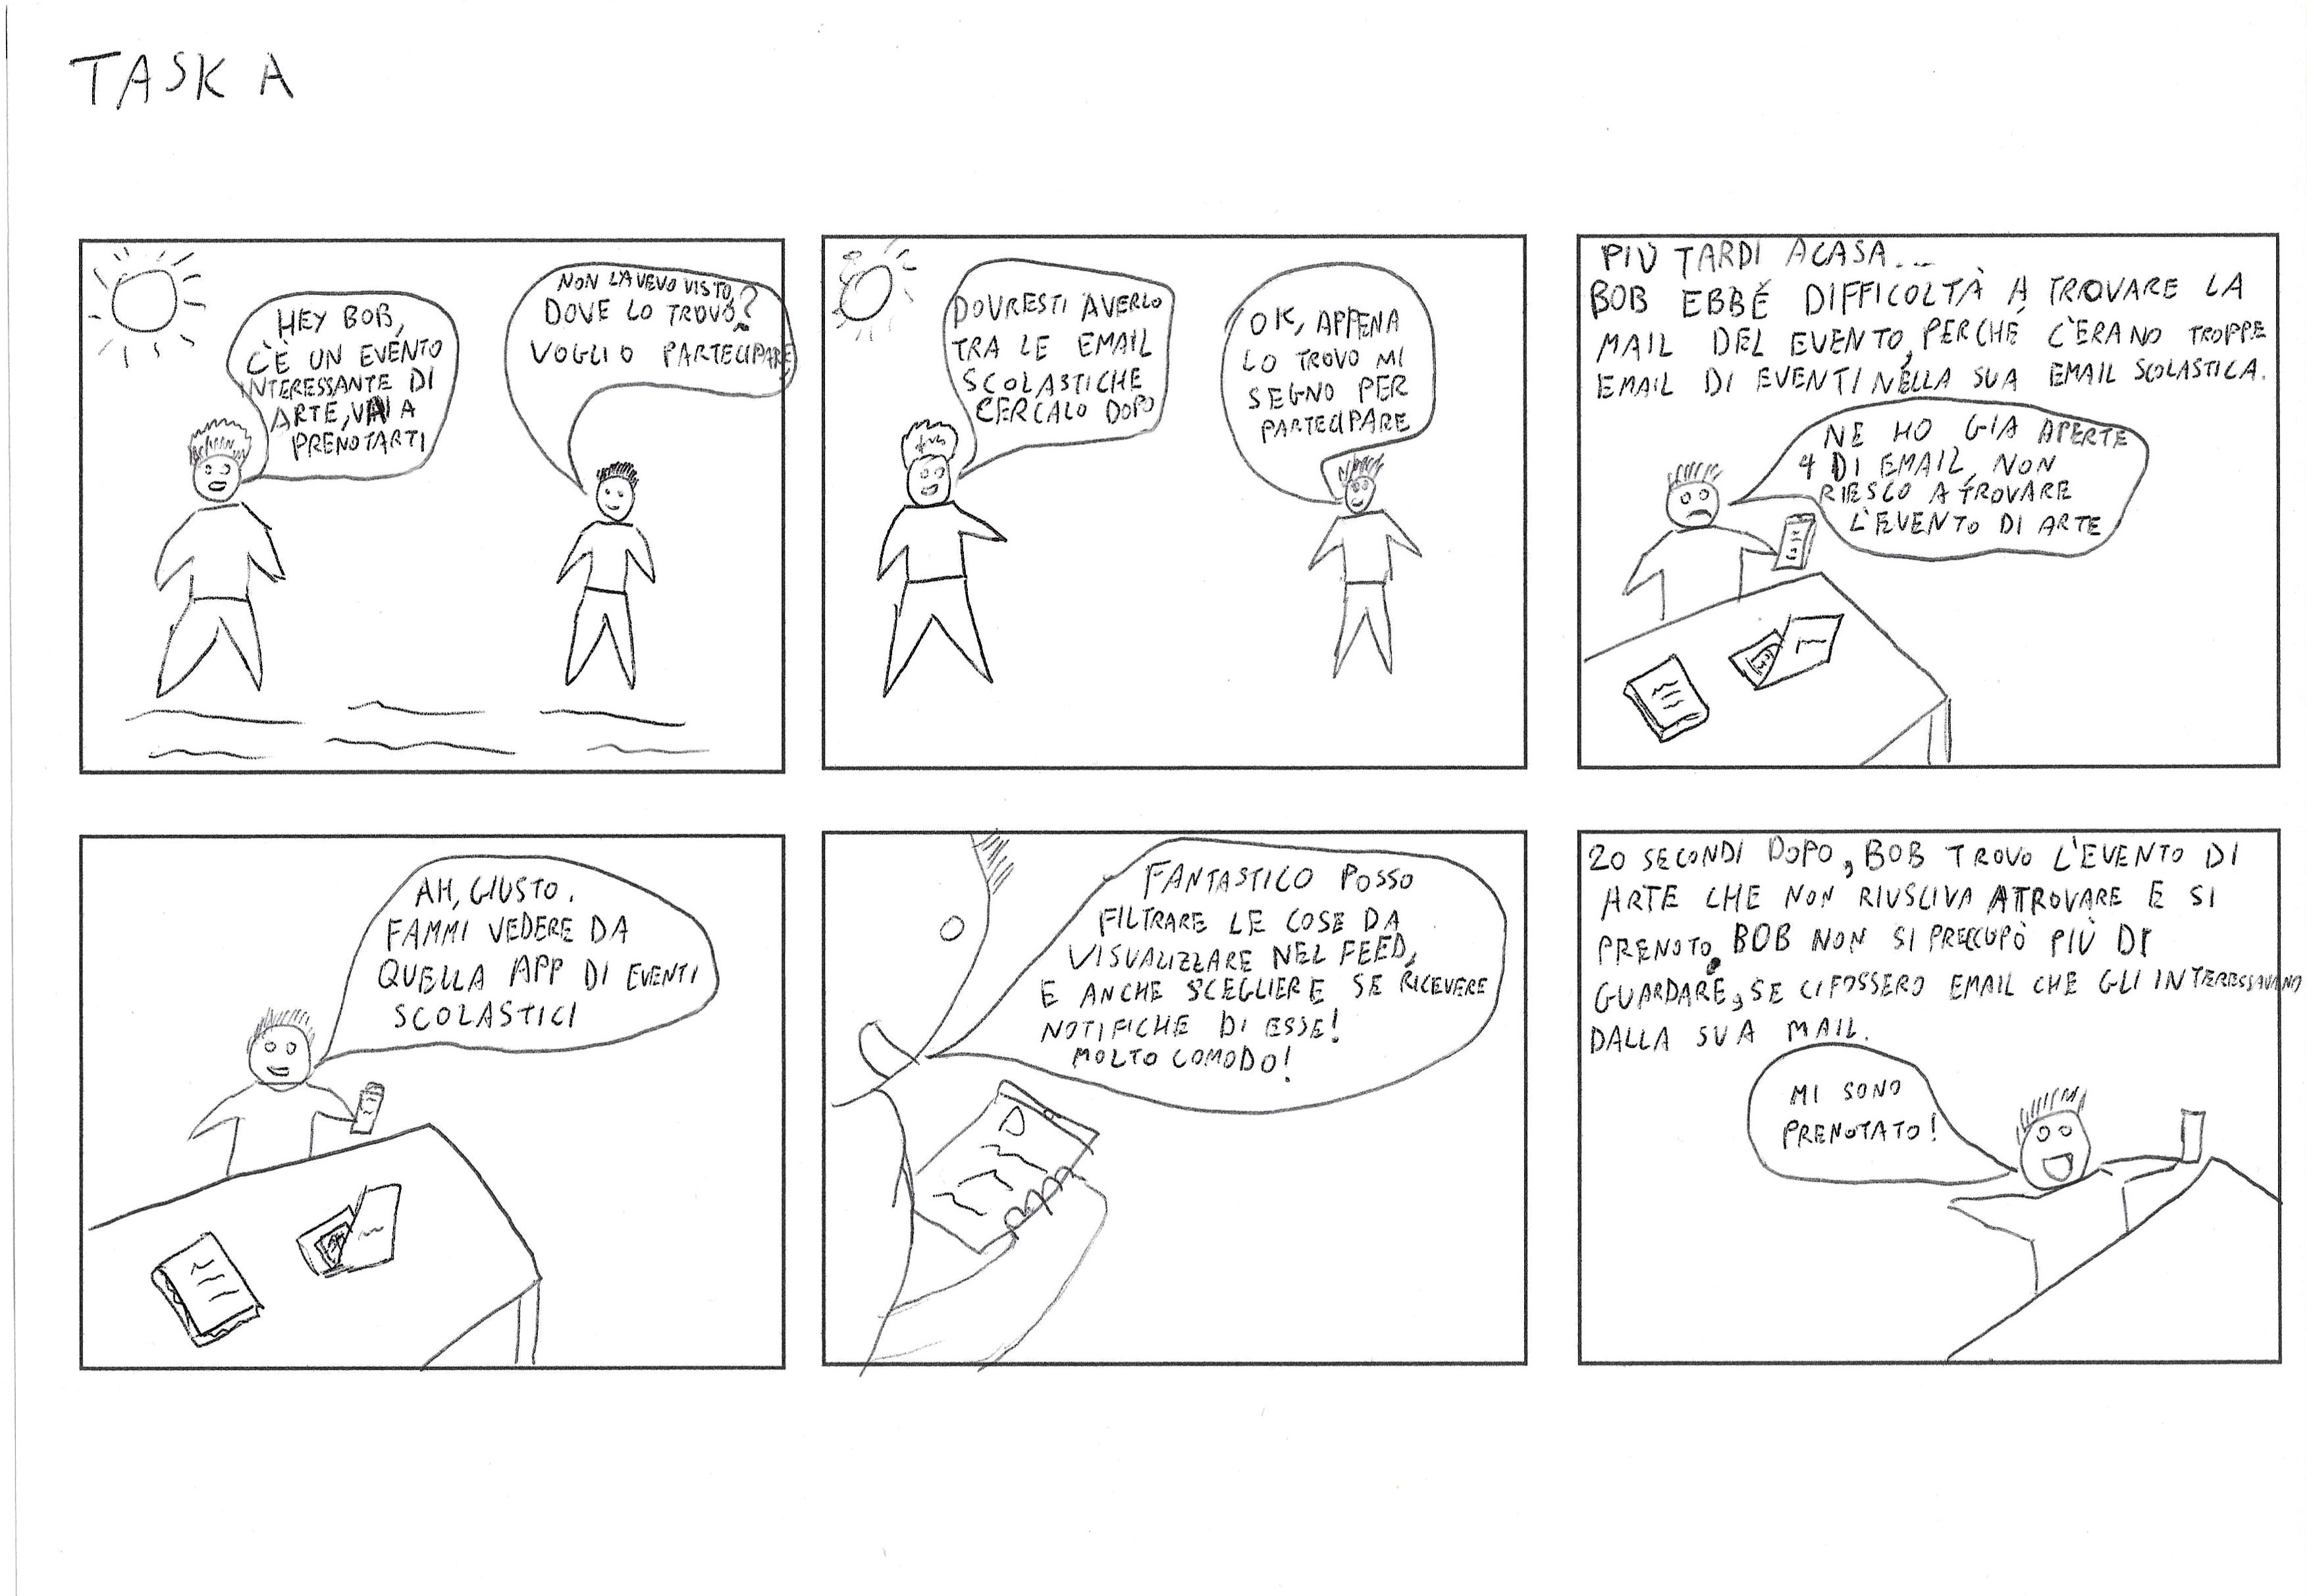 TASK A
HEY BOB,
C'È UN EVENTO
INTERESSANTE DI
ARTE, VAI A
PRENOTARTI
NON L'AVEVO VISTO,
DOVE LO TROVO?
VOGLIO PARTECIPARE
DOVRESTI AVERLO
TRA LE EMAIL
SCOLASTICHE
CERCALO DOPO
OK, APPENA
LO TROVO MI
SEGNO PER
PARTECIPARE
PIÙ TARDI A CASA...
BOB EBBE DIFFICOLTÀ A TROVARE LA
MAIL DEL EVENTO, PERCHÉ C'ERANO TROPPE
EMAIL DI EVENTI NELLA SUA EMAIL SCOLASTICA.
NE HO GIA APERTE
4 DI EMAIL, NON
RIESCO A TROVARE
L'EVENTO DI ARTE
AH, GIUSTO.
FAMMI VEDERE DA
QUELLA APP DI EVENTI
SCOLASTICI
FANTASTICO POSSO
FILTRARE LE COSE DA
VISUALIZZARE NEL FEED,
E ANCHE SCEGLIERE SE RICEVERE
NOTIFICHE DI ESSE!
MOLTO COMODO!
20 SECONDI DOPO, BOB TROVO L'EVENTO DI
ARTE CHE NON RIUSCIVA A TROVARE E SI
PRENOTO. BOB NON SI PREOCCUPÒ PIÙ DI
GUARDARE, SE CI FOSSERO EMAIL CHE GLI INTERESSAVANO
DALLA SUA MAIL.
MI SONO
PRENOTATO!